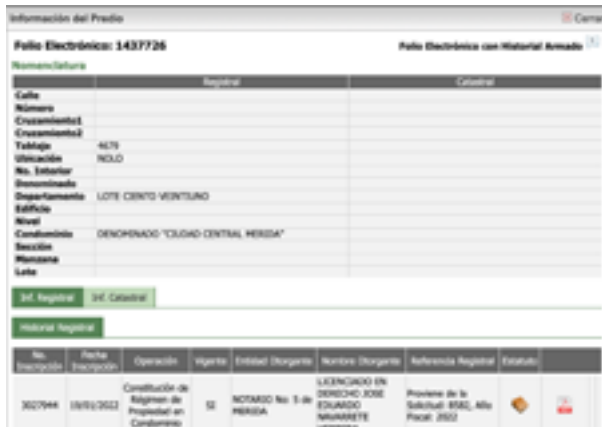 Información del Predio
Cerrar
Folio Electrónico: 1437726
Folio Electrónico con Historial Armado
Nomenclatura
Registral Catastral
Calle
Número
Cruzamiento1
Cruzamiento2
Tablaje 4679
Ubicación NOLO
No. Interior
Denominado
Departamento LOTE CIENTO VEINTIUNO
Edificio
Nivel
Condominio DENOMINADO "CIUDAD CENTRAL MERIDA"
Sección
Manzana
Lote
Inf. Registral Inf. Catastral
Historial Registral
No. Inscripción Fecha Inscripción Operación Vigente Entidad Otorgante Nombre Otorgante Referencia Registral Estatus
3027944 18/01/2022 Constitución de Régimen de Propiedad en Condominio SI NOTARIO No: 5 de MERIDA LICENCIADO EN DERECHO JOSE EDUARDO NAVARRETE Proviene de la Solicitud: 8582, Año Fiscal: 2022